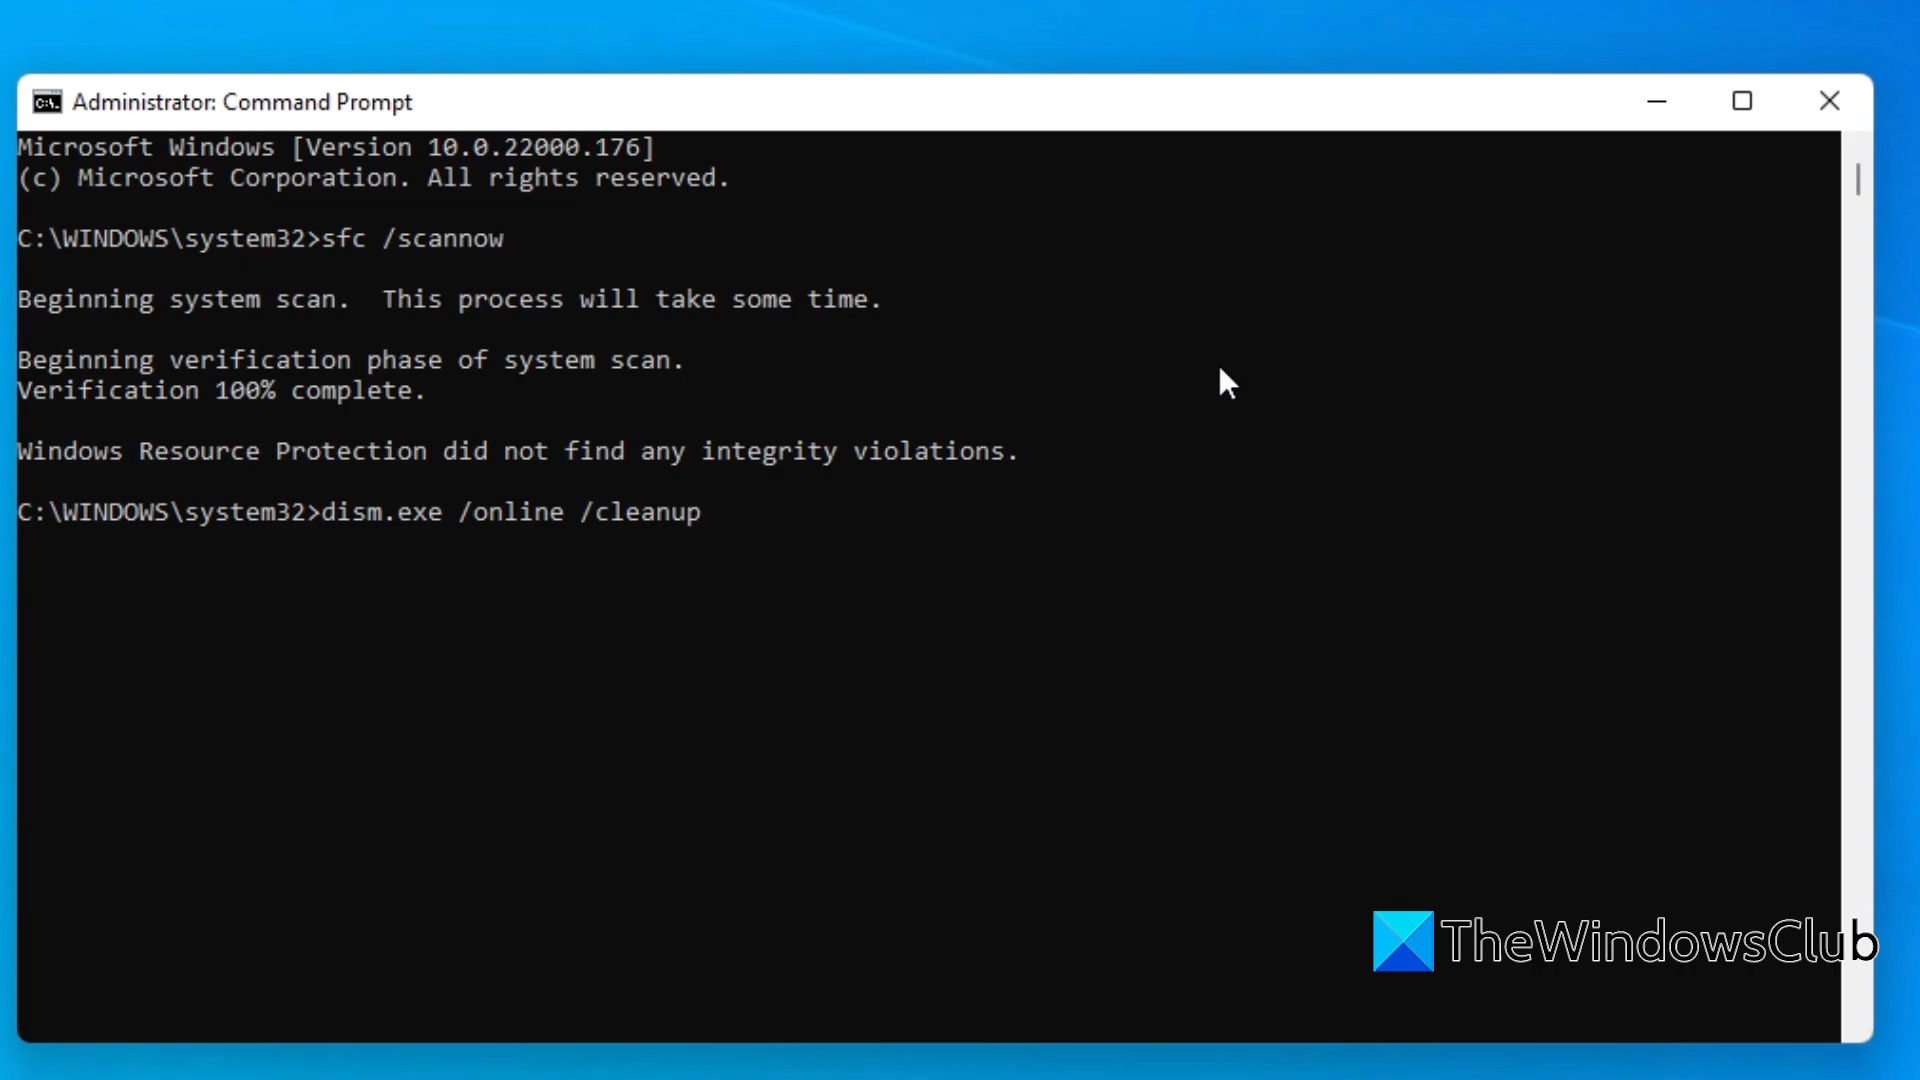 Administrator: Command Prompt
Microsoft Windows [Version 10.0.22000.176]
(c) Microsoft Corporation. All rights reserved.
C:\WINDOWS\system32>sfc /scannow
Beginning system scan.  This process will take some time.
Beginning verification phase of system scan.
Verification 100% complete.
Windows Resource Protection did not find any integrity violations.
C:\WINDOWS\system32>dism.exe /online /cleanup
TheWindowsClub